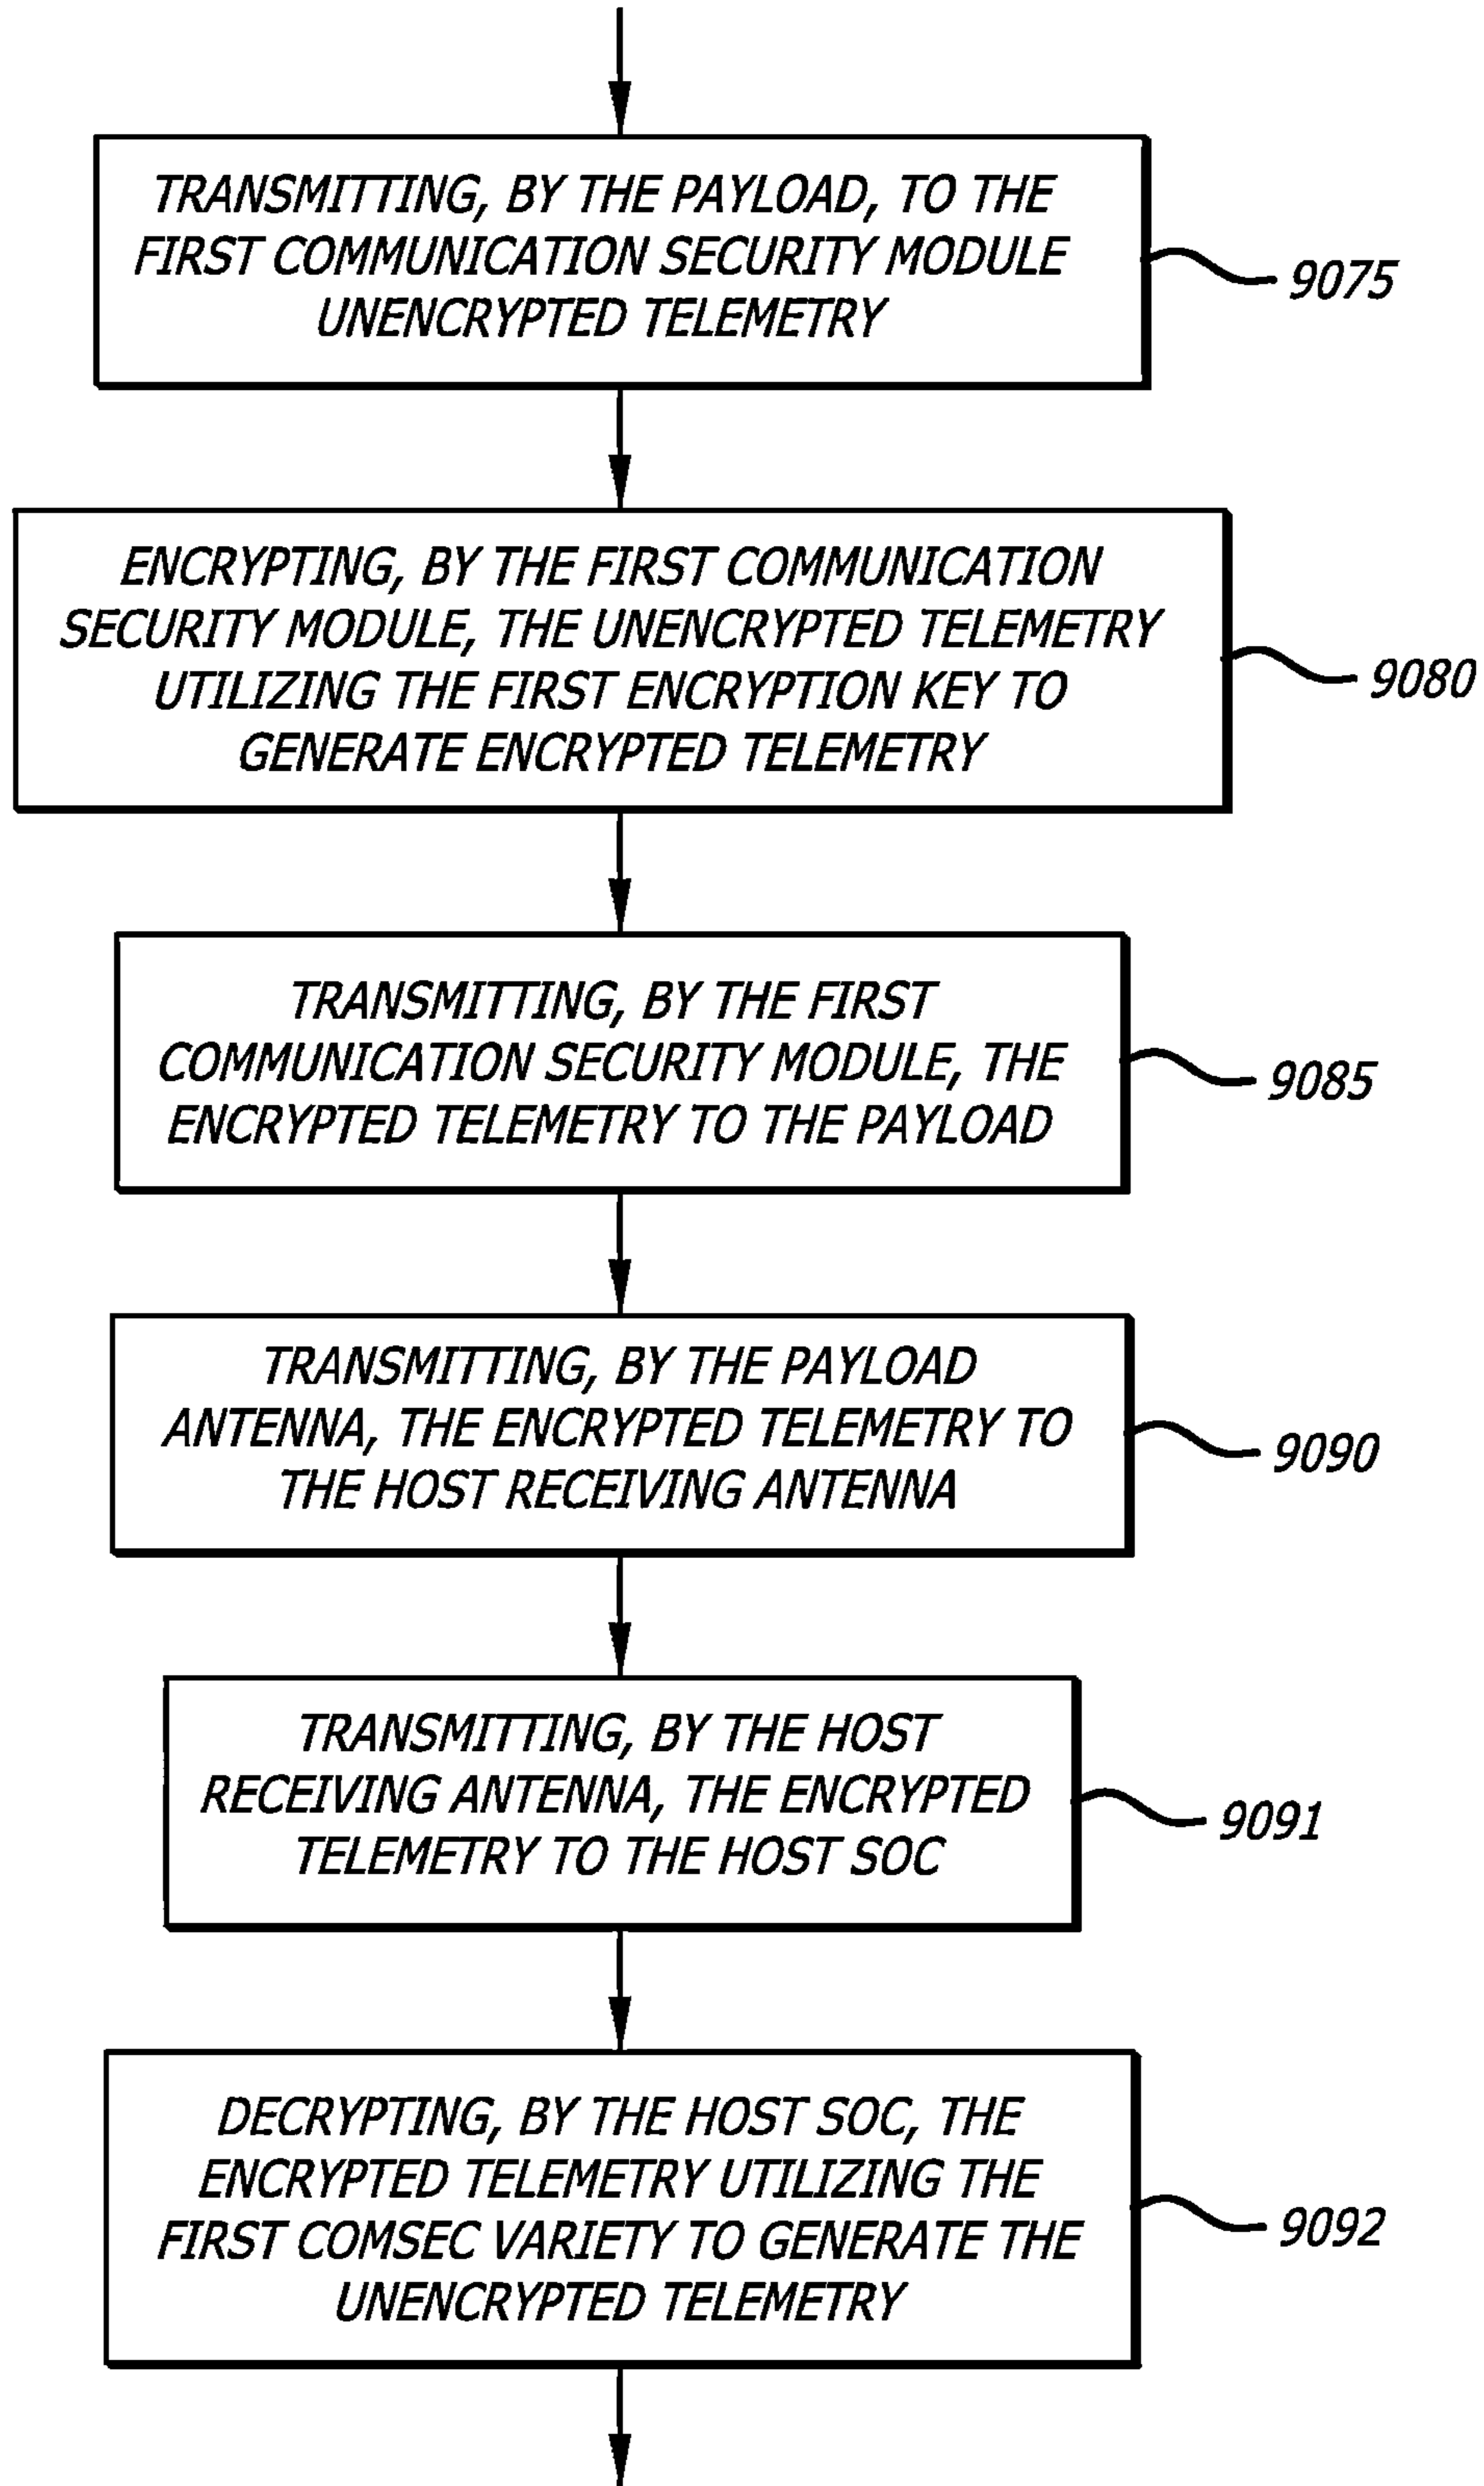 TRANSMITTING, BY THE PAYLOAD, TO THE
FIRST COMMUNICATION SECURITY MODULE
UNENCRYPTED TELEMETRY
9075
ENCRYPTING, BY THE FIRST COMMUNICATION
SECURITY MODULE, THE UNENCRYPTED TELEMETRY
UTILIZING THE FIRST ENCRYPTION KEY TO
GENERATE ENCRYPTED TELEMETRY
9080
TRANSMITTING, BY THE FIRST
COMMUNICATION SECURITY MODULE, THE
ENCRYPTED TELEMETRY TO THE PAYLOAD
9085
TRANSMITTING, BY THE PAYLOAD
ANTENNA, THE ENCRYPTED TELEMETRY TO
THE HOST RECEIVING ANTENNA
9090
TRANSMITTING, BY THE HOST
RECEIVING ANTENNA, THE ENCRYPTED
TELEMETRY TO THE HOST SOC
9091
DECRYPTING, BY THE HOST SOC, THE
ENCRYPTED TELEMETRY UTILIZING THE
FIRST COMSEC VARIETY TO GENERATE THE
UNENCRYPTED TELEMETRY
9092